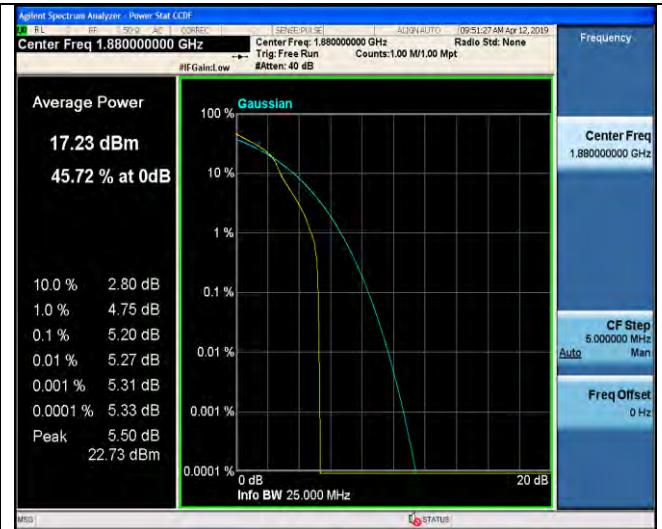 Agilent Spectrum Analyzer - Power Stat CCDF
RL RF 50 Ω AC CORREC SENSE:PULSE ALIGN AUTO 09:51:27 AM Apr 12, 2019
Center Freq 1.880000000 GHz
Center Freq: 1.880000000 GHz
Radio Std: None
Trig: Free Run
Counts:1.00 M/1.00 Mpt
#IFGain:Low
#Atten: 40 dB
Frequency
Average Power
17.23 dBm
45.72 % at 0dB
10.0 % 2.80 dB
1.0 % 4.75 dB
0.1 % 5.20 dB
0.01 % 5.27 dB
0.001 % 5.31 dB
0.0001 % 5.33 dB
Peak 5.50 dB
22.73 dBm
Gaussian
100 %
10 %
1 %
0.1 %
0.01 %
0.001 %
0.0001 %
0 dB
20 dB
Info BW 25.000 MHz
Center Freq
1.880000000 GHz
CF Step
5.000000 MHz
Auto Man
Freq Offset
0 Hz
MSG
STATUS